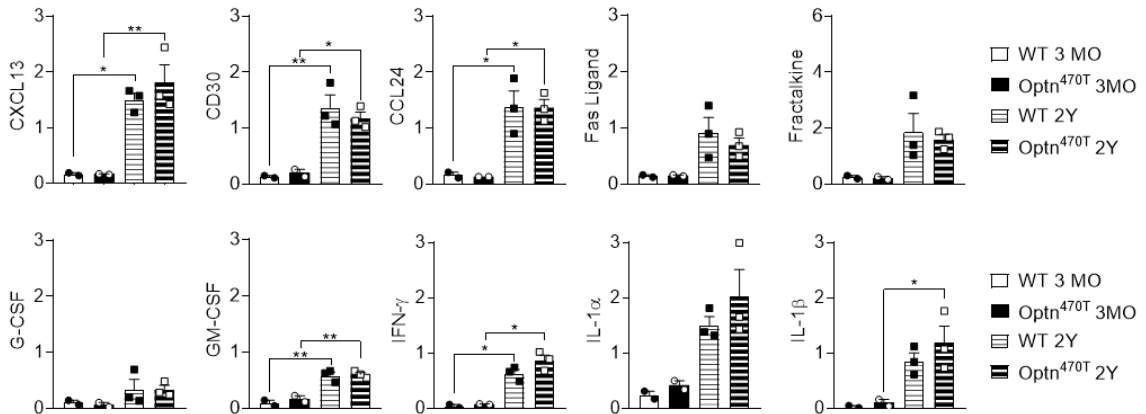 CXCL13
3
2
1
0
*
**
CD30
3
2
1
0
**
*
CCL24
3
2
1
0
*
*
Fas Ligand
3
2
1
0
Fractalkine
6
4
2
0
WT 3 MO
Optn470T 3MO
WT 2Y
Optn470T 2Y
G-CSF
3
2
1
0
GM-CSF
3
2
1
0
**
**
IFN-γ
3
2
1
0
*
*
IL-1α
3
2
1
0
IL-1β
3
2
1
0
*
WT 3 MO
Optn470T 3MO
WT 2Y
Optn470T 2Y